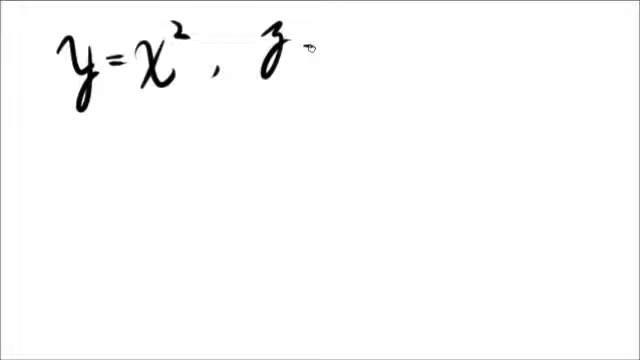 y = x², z -